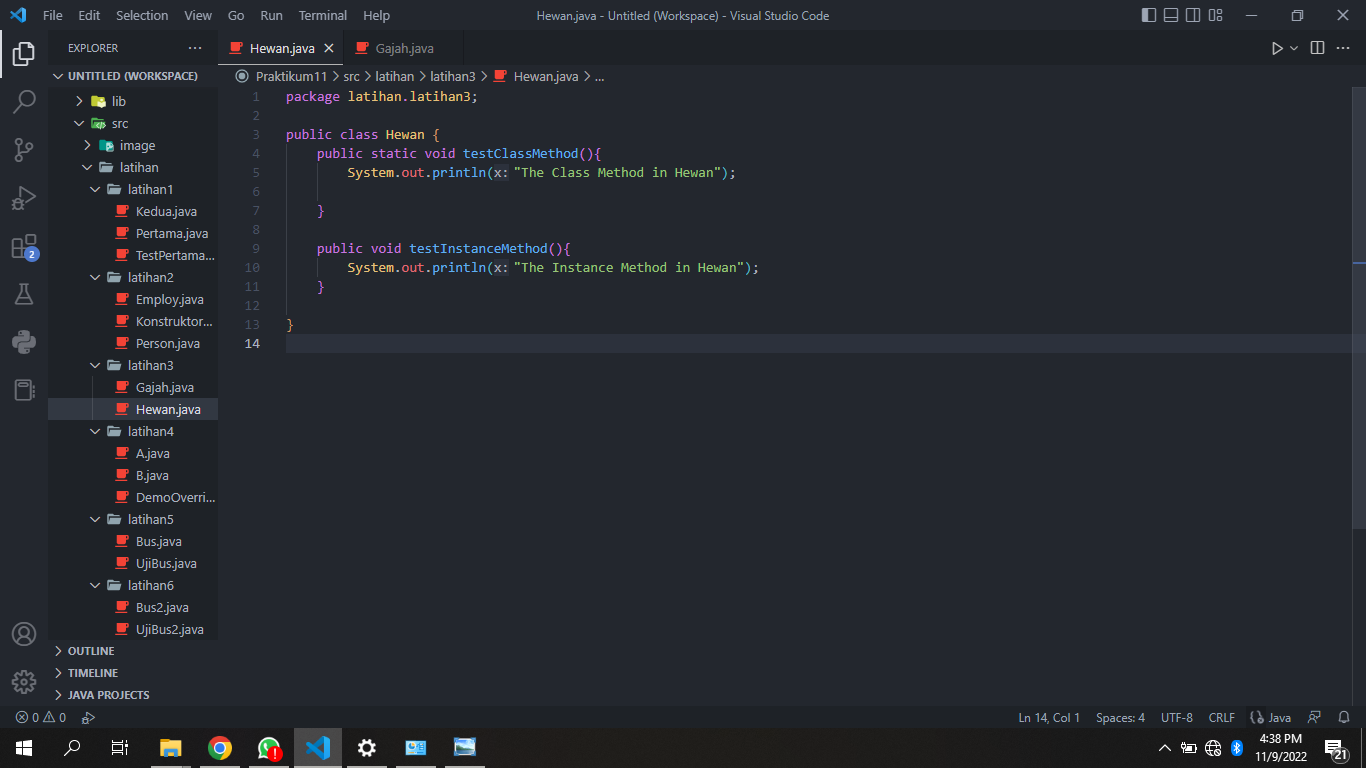 File Edit Selection View Go Run Terminal Help Hewan.java - Untitled (Workspace) - Visual Studio Code
EXPLORER
Hewan.java
Gajah.java
UNTITLED (WORKSPACE)
Praktikum11 > src > latihan > latihan3 > Hewan.java > ...
lib
src
image
latihan
latihan1
Kedua.java
Pertama.java
TestPertama...
latihan2
Employ.java
Konstruktor...
Person.java
latihan3
Gajah.java
Hewan.java
latihan4
A.java
B.java
DemoOverri...
latihan5
Bus.java
UjiBus.java
latihan6
Bus2.java
UjiBus2.java
OUTLINE
TIMELINE
JAVA PROJECTS
2
1 package latihan.latihan3;
2
3 public class Hewan {
4 public static void testClassMethod(){
5 System.out.println(x: "The Class Method in Hewan");
6
7 }
8
9 public void testInstanceMethod(){
10 System.out.println(x: "The Instance Method in Hewan");
11 }
12
13 }
14
0 0 Ln 14, Col 1 Spaces: 4 UTF-8 CRLF Java
4:38 PM
11/9/2022
21